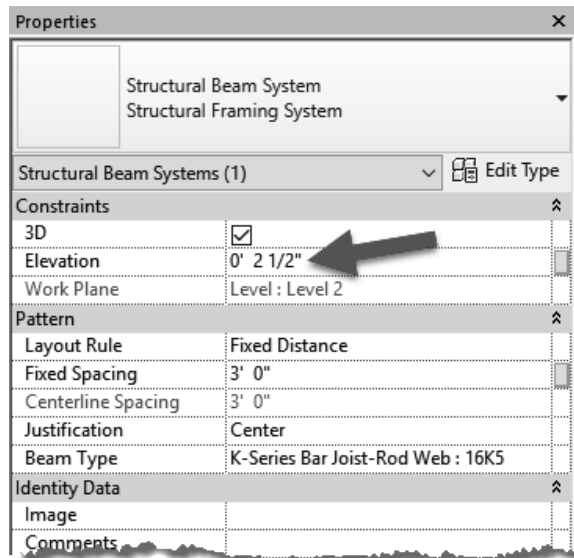 Properties
Structural Beam System
Structural Framing System
Structural Beam Systems (1)
Edit Type
Constraints
3D
Elevation 0' 2 1/2"
Work Plane Level : Level 2
Pattern
Layout Rule Fixed Distance
Fixed Spacing 3' 0"
Centerline Spacing 3' 0"
Justification Center
Beam Type K-Series Bar Joist-Rod Web : 16K5
Identity Data
Image
Comments